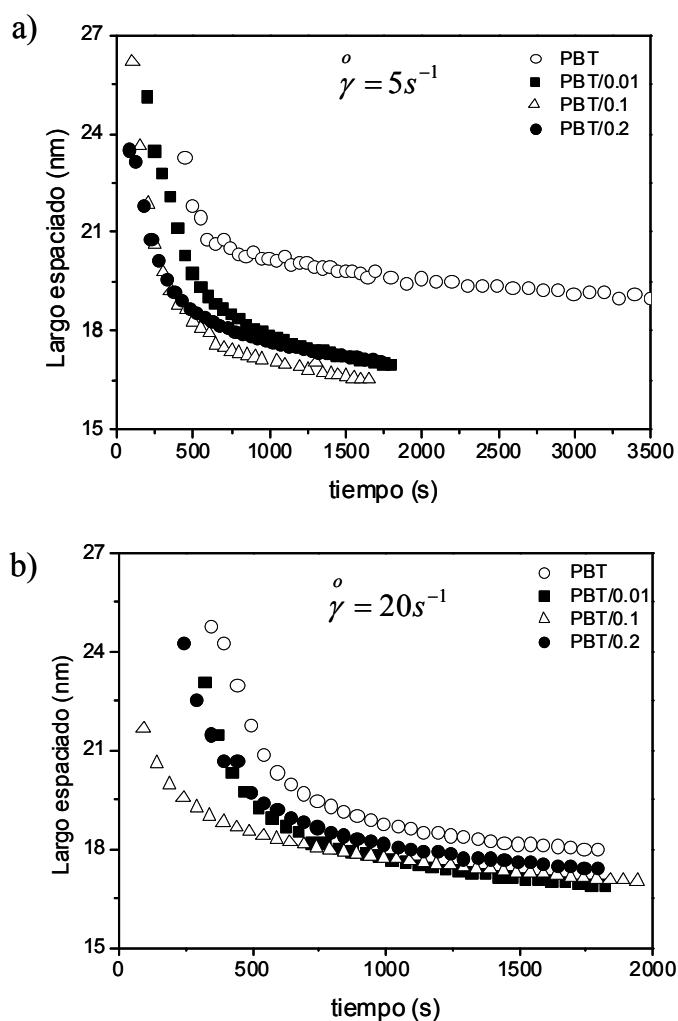 a)
27
24
21
18
15
Largo espaciado (nm)
o
γ = 5s⁻¹
PBT
PBT/0.01
PBT/0.1
PBT/0.2
0 500 1000 1500 2000 2500 3000 3500
tiempo (s)
b)
27
24
21
18
15
Largo espaciado (nm)
o
γ = 20s⁻¹
PBT
PBT/0.01
PBT/0.1
PBT/0.2
0 500 1000 1500 2000
tiempo (s)